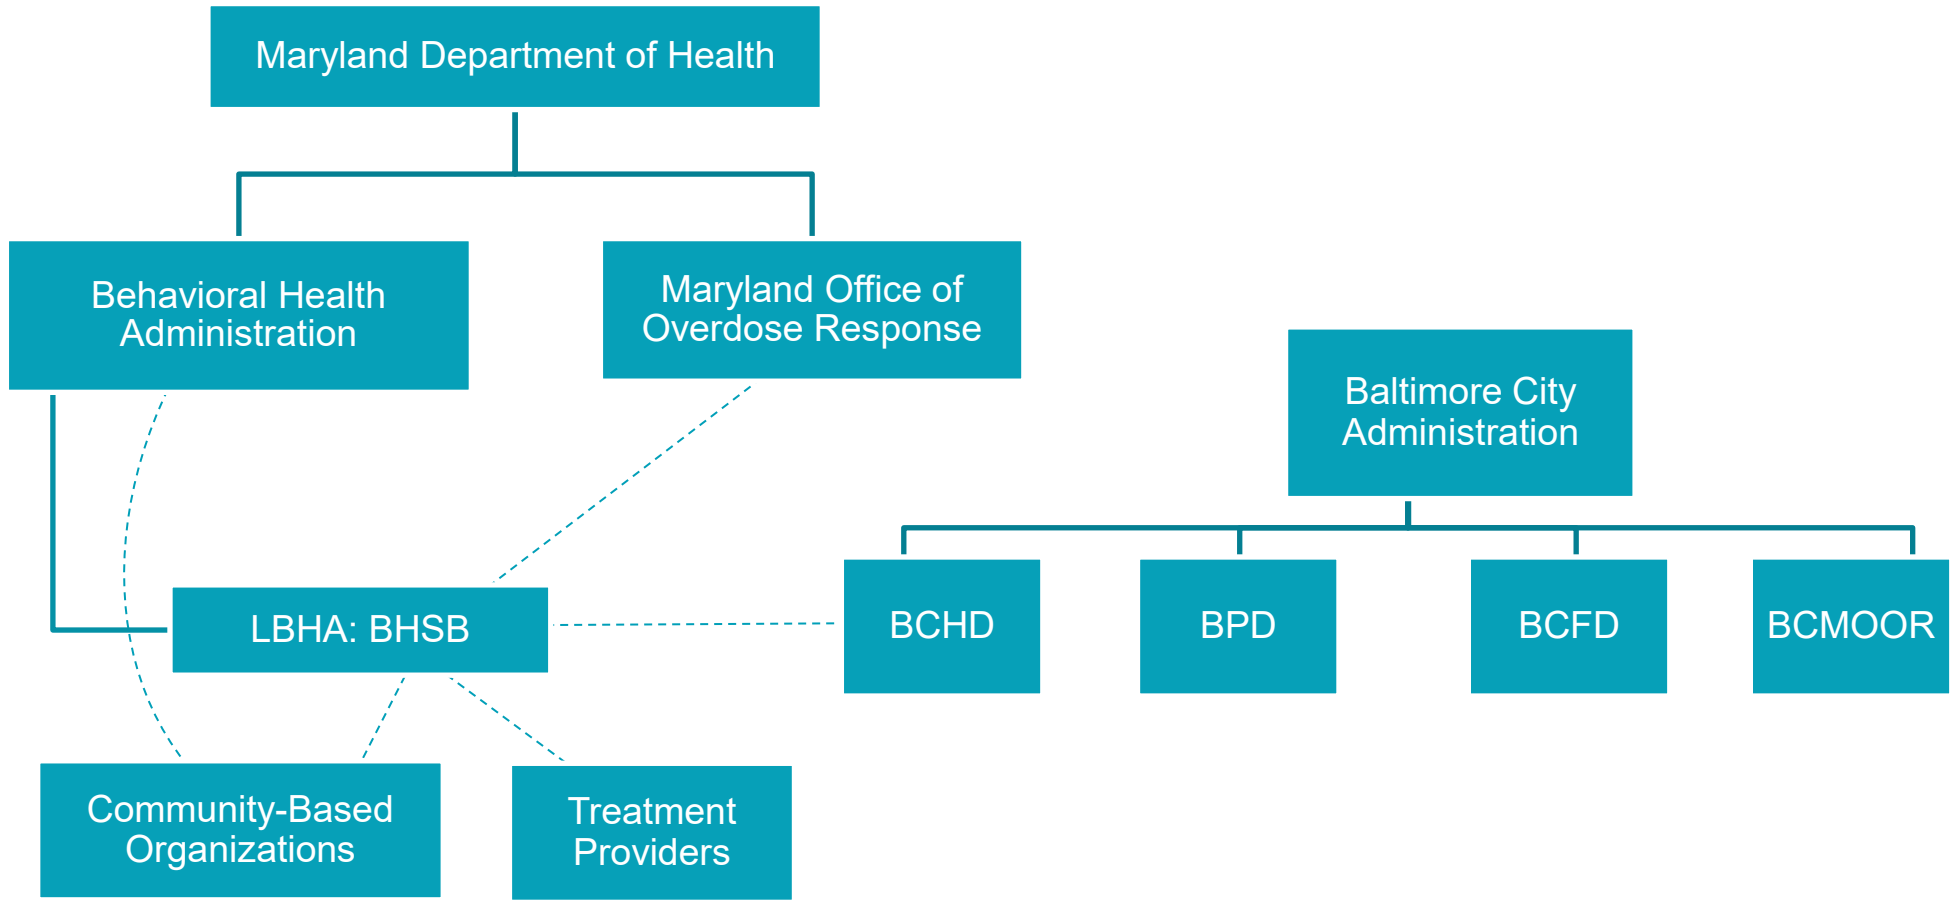 Maryland Department of Health
Behavioral Health
Administration
Maryland Office of
Overdose Response
Baltimore City
Administration
LBHA: BHSB
BCHD
BPD
BCFD
BCMOOR
Community-Based
Organizations
Treatment
Providers